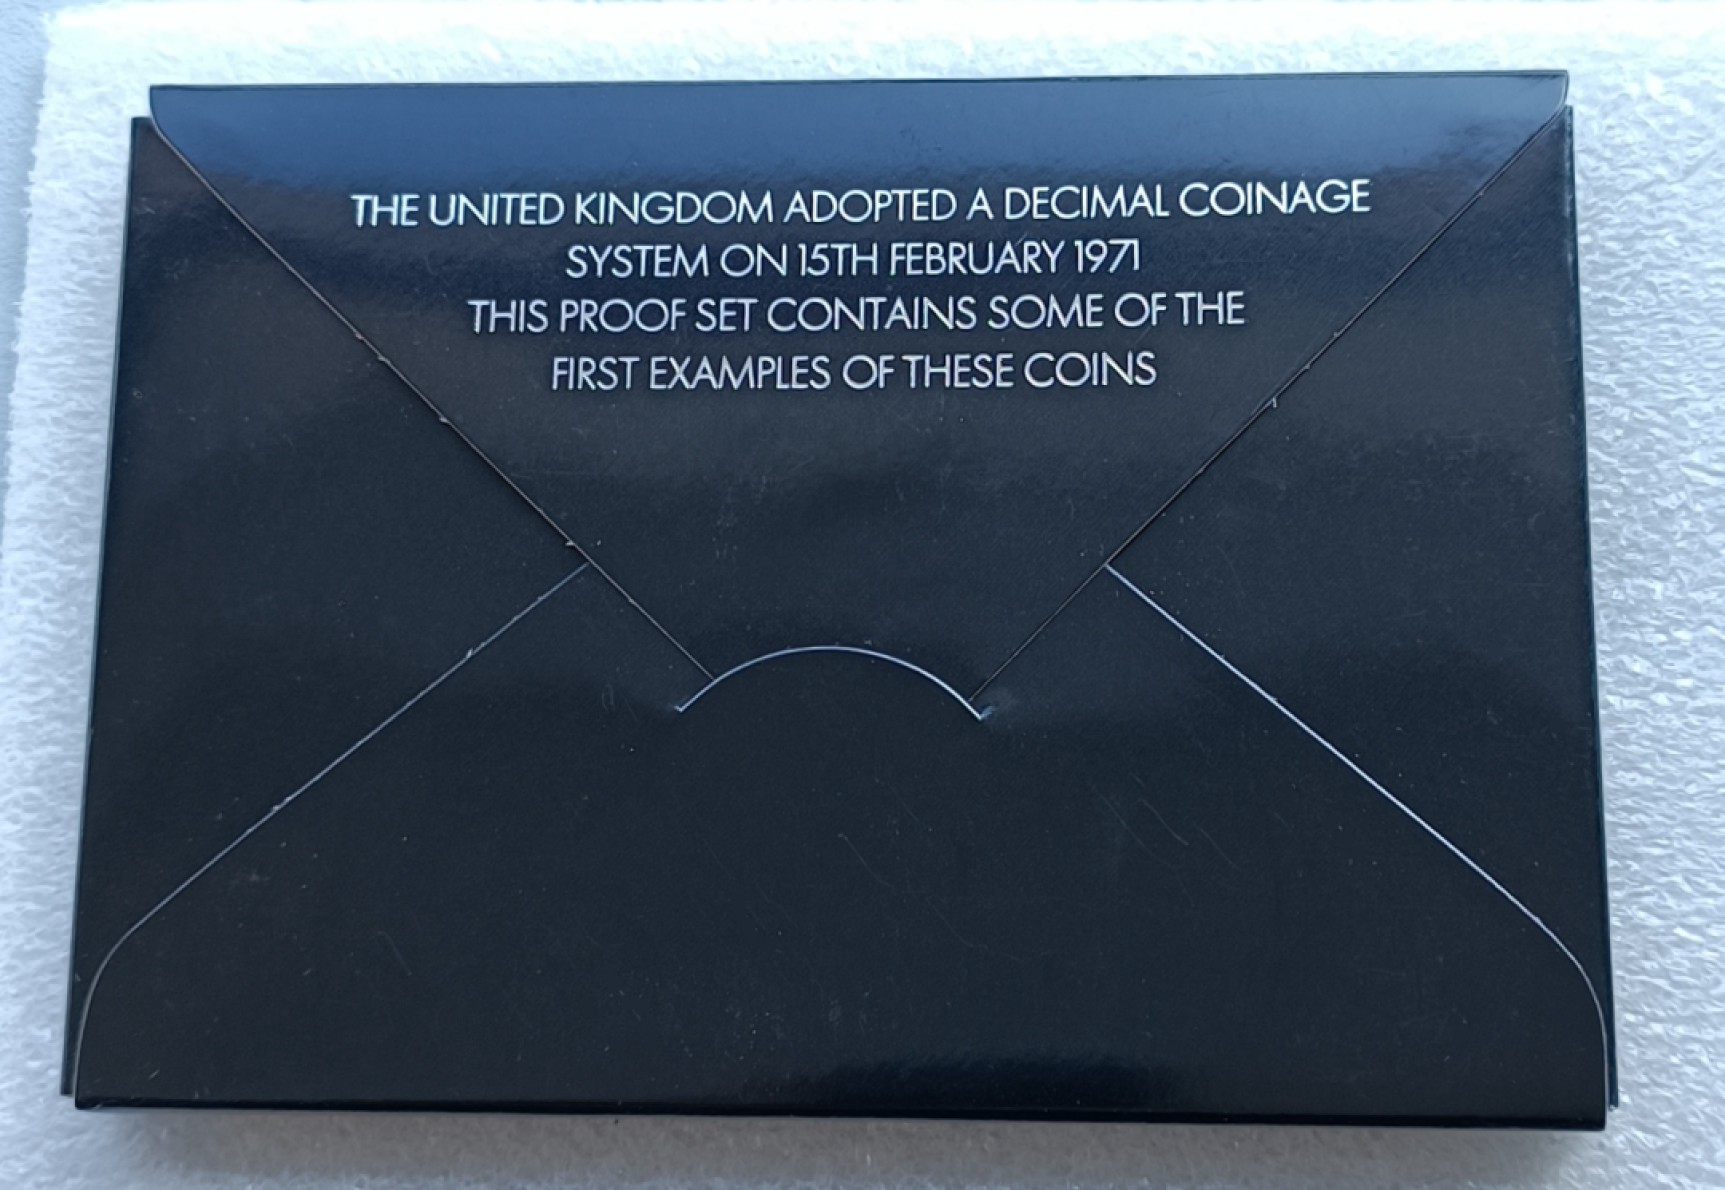 THE UNITED KINGDOM ADOPTED A DECIMAL COINAGE
SYSTEM ON 15TH FEBRUARY 1971
THIS PROOF SET CONTAINS SOME OF THE
FIRST EXAMPLES OF THESE COINS